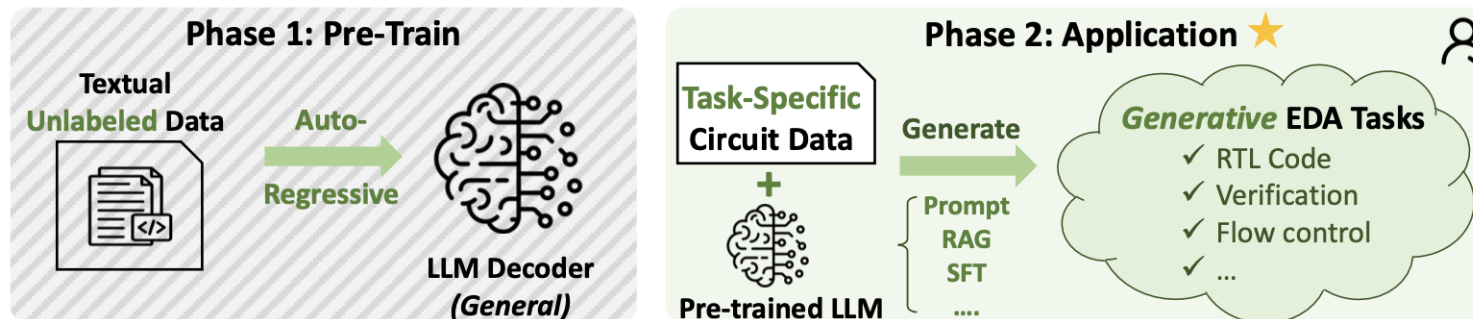 Phase 1: Pre-Train
Textual
Unlabeled Data
</>
Auto-
Regressive
LLM Decoder
(General)
Phase 2: Application
Task-Specific
Circuit Data
+
Pre-trained LLM
Generate
Prompt
RAG
SFT
....
Generative EDA Tasks
✓ RTL Code
✓ Verification
✓ Flow control
✓ ...